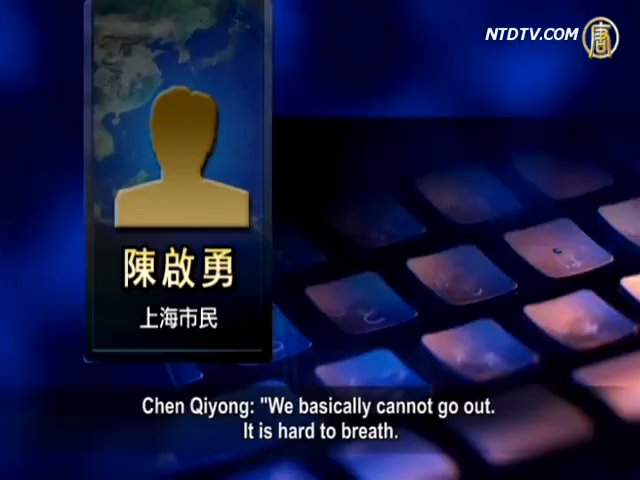 NTDTV.COM
唐
陳啟勇
上海市民
Chen Qiyong: "We basically cannot go out.
It is hard to breath.